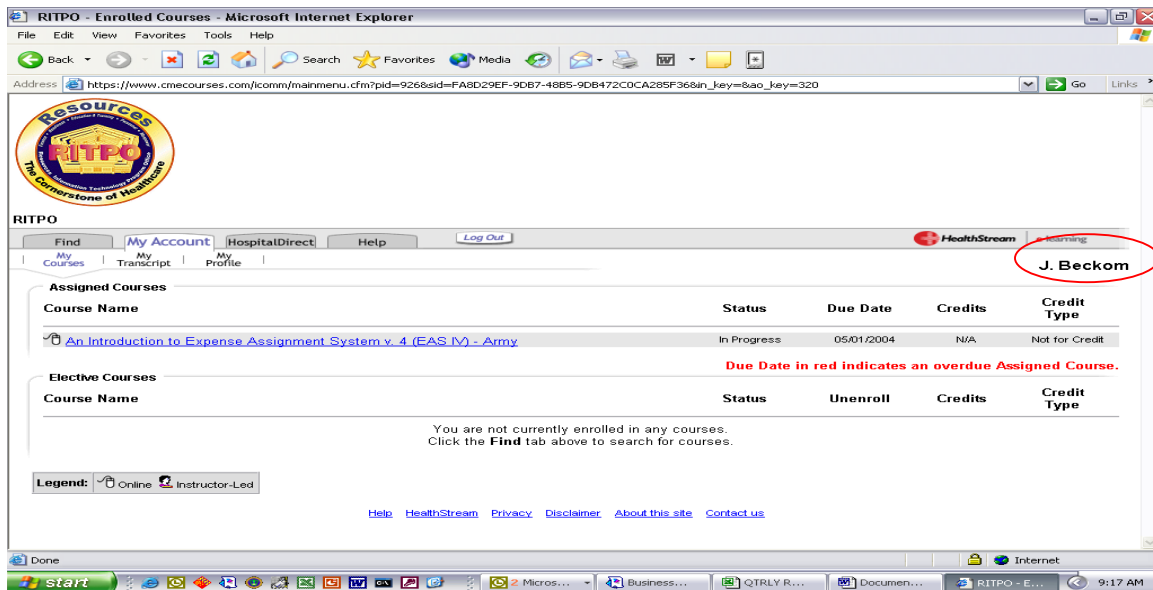 RITPO - Enrolled Courses - Microsoft Internet Explorer
File Edit View Favorites Tools Help
Back Search Favorites Media
Address https://www.cmecourses.com/icomm/mainmenu.cfm?pid=926&sid=FA8D29EF-9DB7-48B5-9DB472C0CA285F36&in_key=&ao_key=320 Go Links
Resources
RITPO
Information Technology Program Office
The Cornerstone of Healthcare
RITPO
Find My Account HospitalDirect Help Log Out HealthStream e-learning
My Courses My Transcript My Profile
J. Beckom
Assigned Courses
Course Name Status Due Date Credits Credit Type
An Introduction to Expense Assignment System v. 4 (EAS IV) - Army In Progress 05/01/2004 N/A Not for Credit
Due Date in red indicates an overdue Assigned Course.
Elective Courses
Course Name Status Unenroll Credits Credit Type
You are not currently enrolled in any courses.
Click the Find tab above to search for courses.
Legend: Online Instructor-Led
Help HealthStream Privacy Disclaimer About this site Contact us
Done Internet
start 2 Micros... Business... QTRLY R... Documen... RITPO - E... 9:17 AM